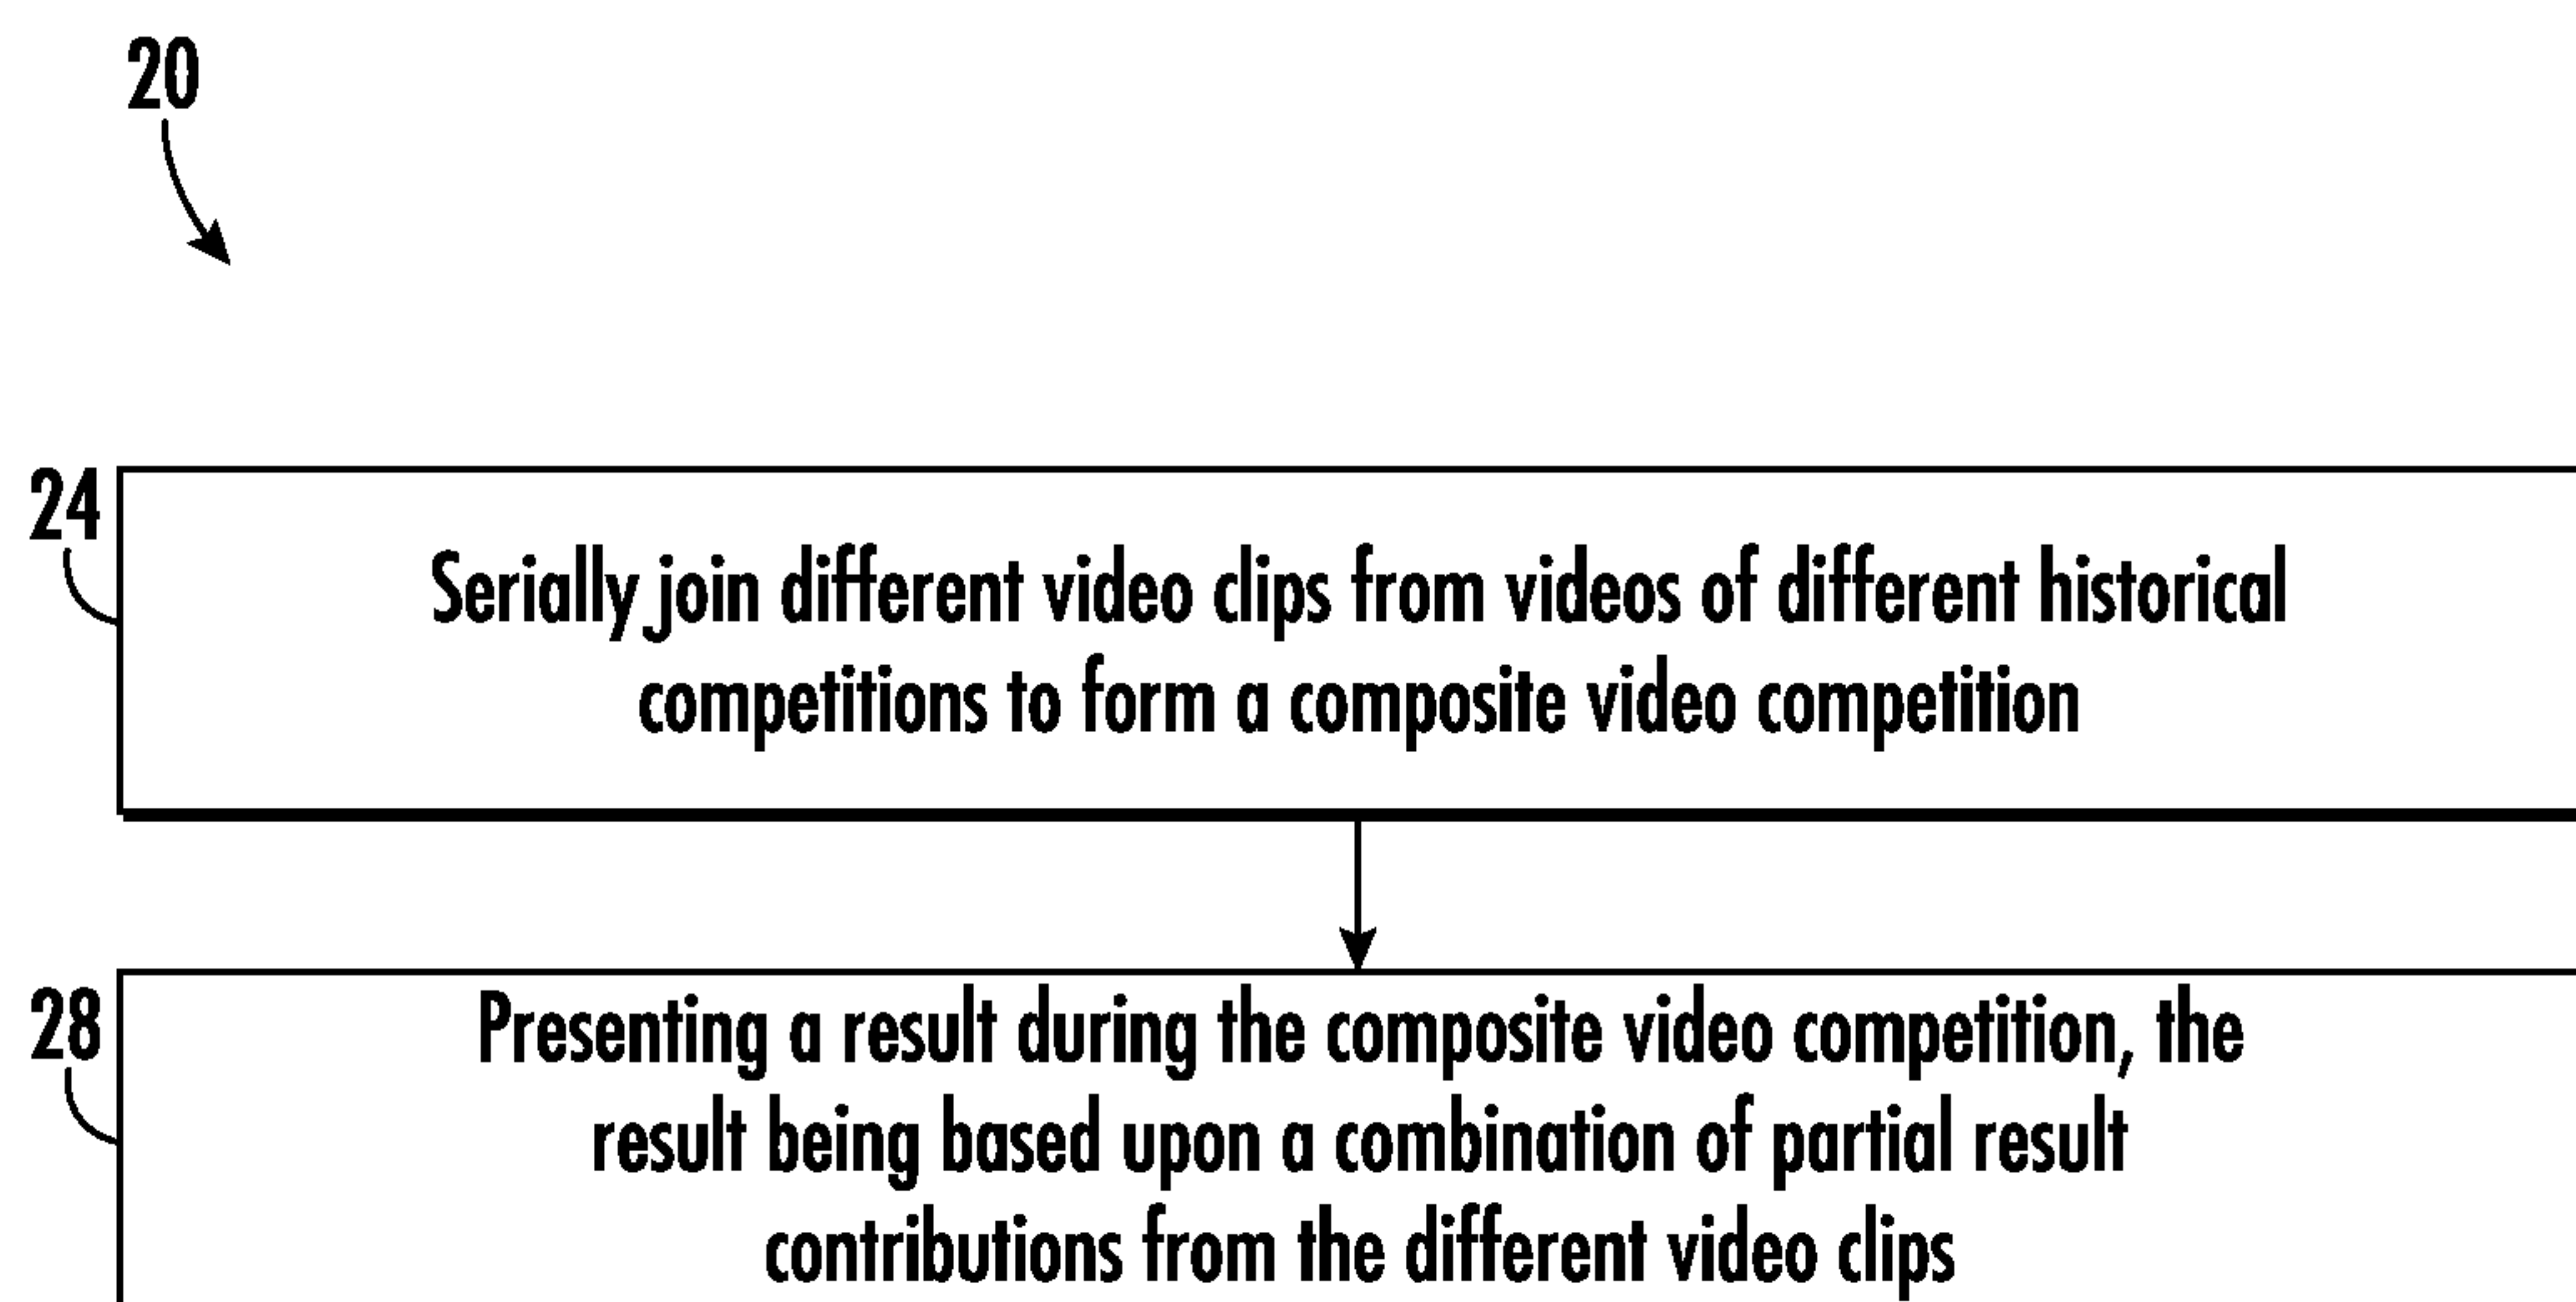 20
24
Serially join different video clips from videos of different historical
competitions to form a composite video competition
28
Presenting a result during the composite video competition, the
result being based upon a combination of partial result
contributions from the different video clips